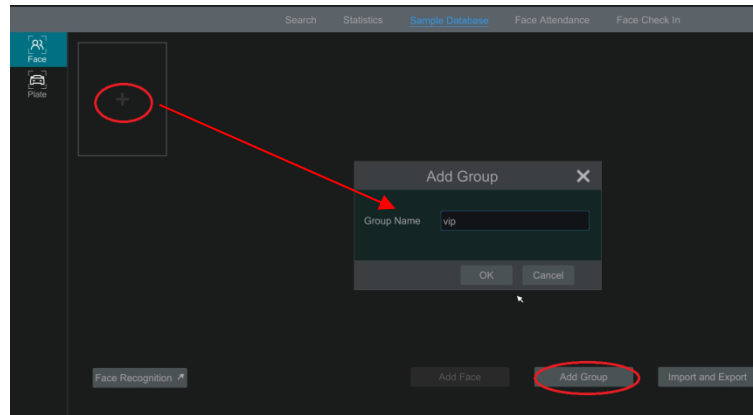 Search Statistics Sample Database Face Attendance Face Check In
Face
Plate
Add Group
Group Name vip
OK Cancel
Face Recognition Add Face Add Group Import and Export